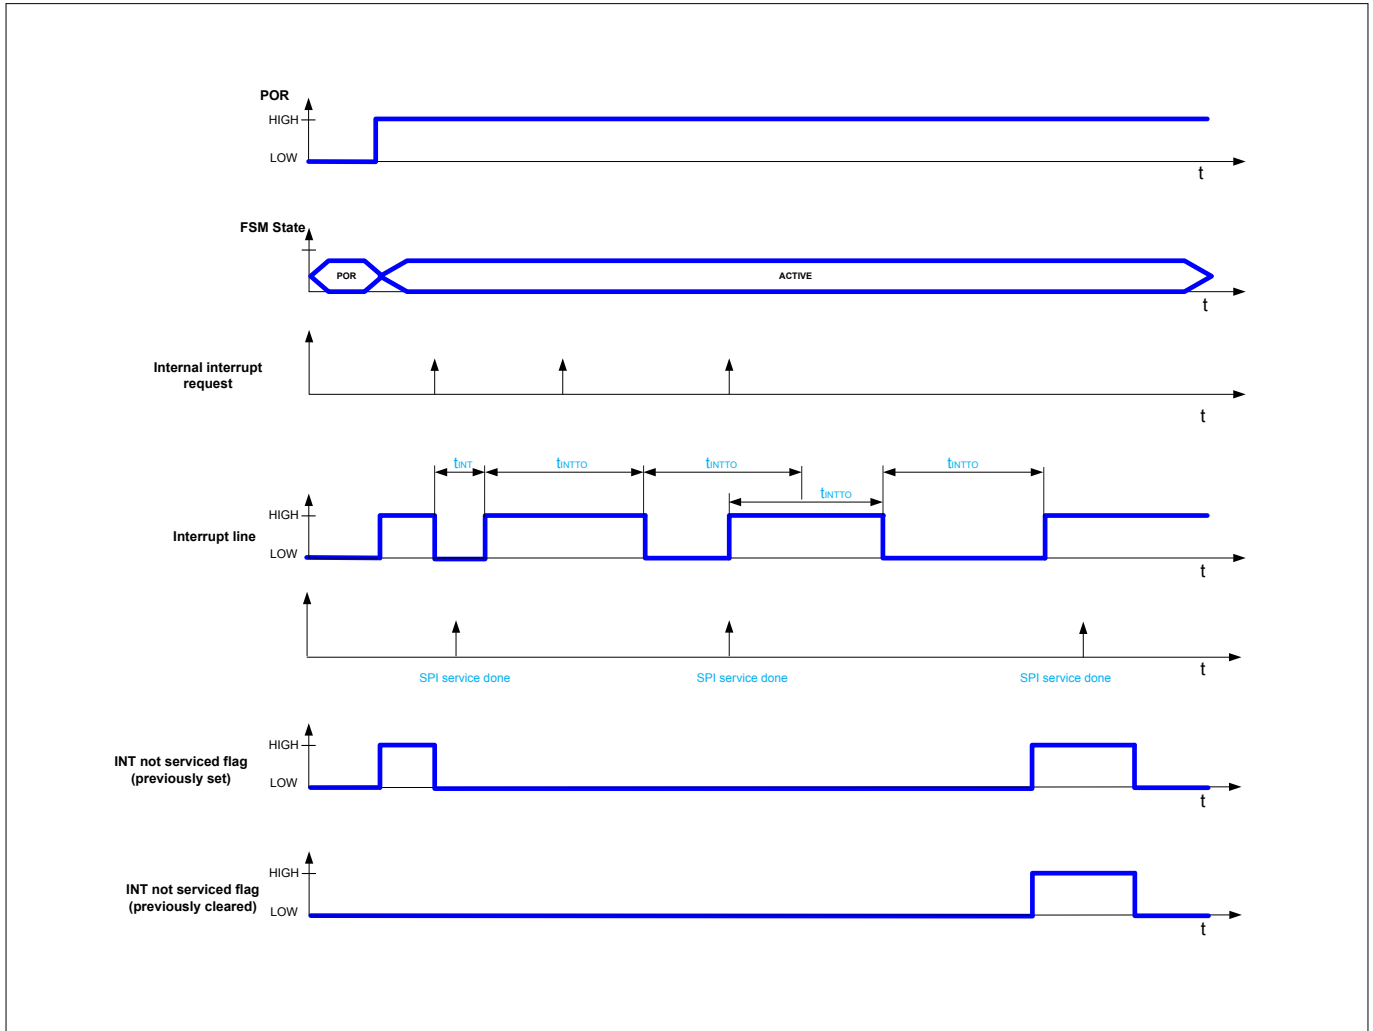 POR
HIGH
LOW
t
FSM State
POR
ACTIVE
t
Internal interrupt
request
t
tINT
tINTTO
tINTTO
tINTTO
tINTTO
HIGH
Interrupt line
LOW
t
t
SPI service done
SPI service done
SPI service done
HIGH
INT not serviced flag
(previously set)
LOW
t
HIGH
INT not serviced flag
(previously cleared)
LOW
t